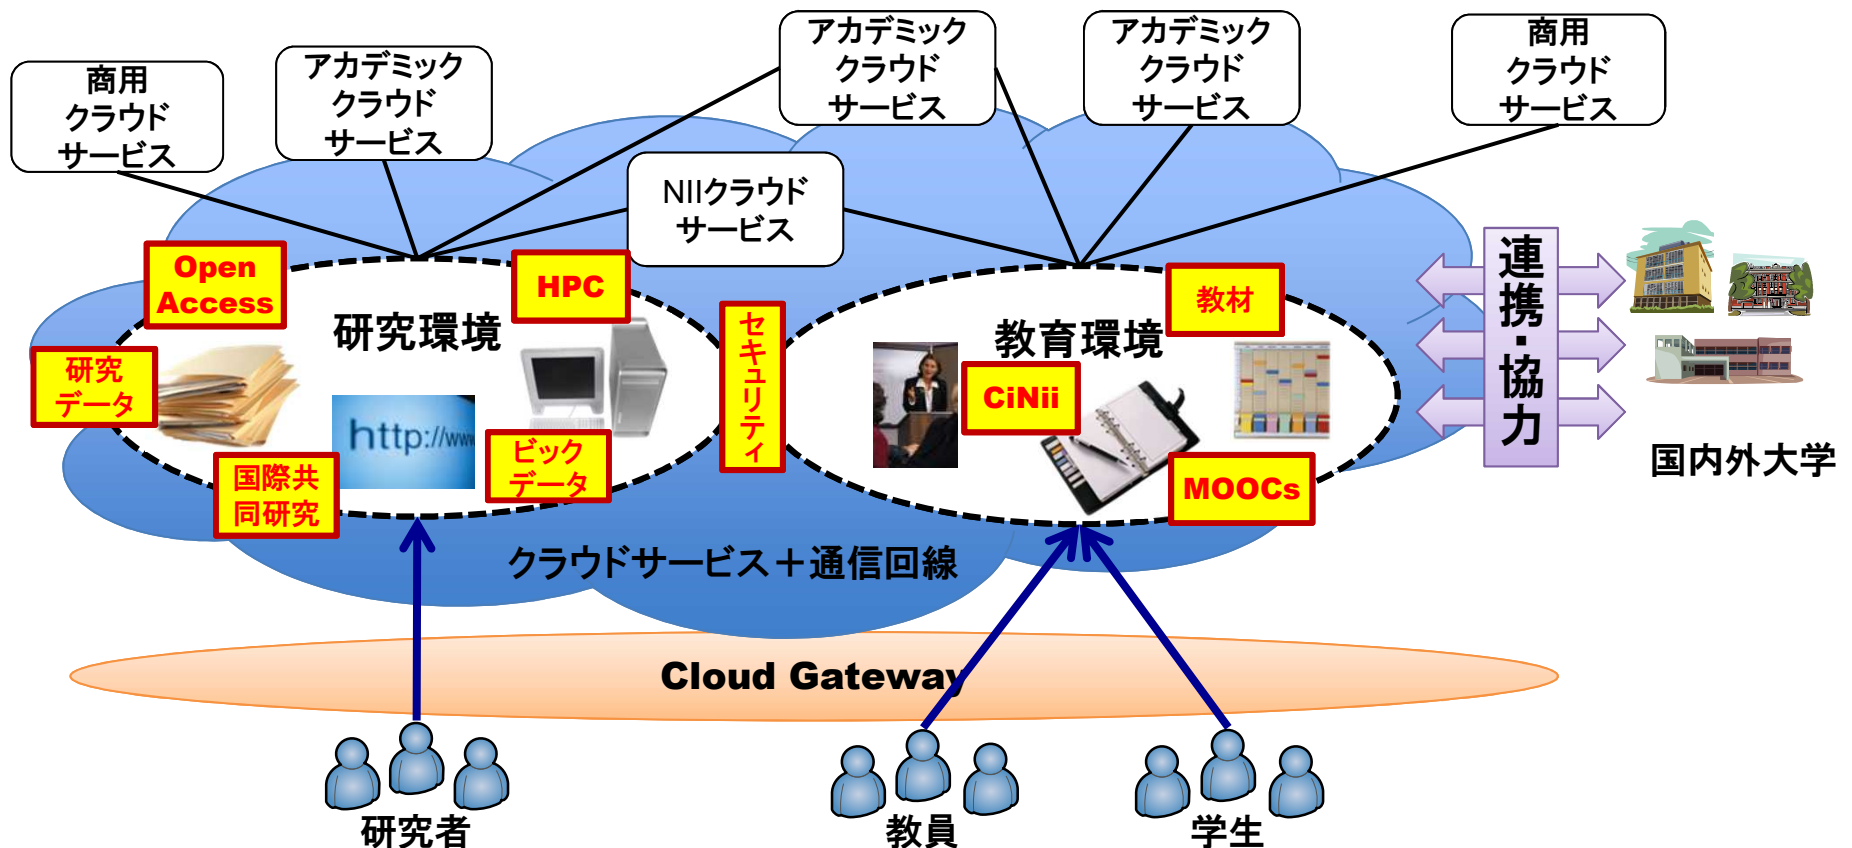 商用
クラウド
サービス
アカデミック
クラウド
サービス
アカデミック
クラウド
サービス
アカデミック
クラウド
サービス
商用
クラウド
サービス
NIIクラウド
サービス
Open
Access
HPC
研究環境
研究
データ
http://www
国際共
同研究
ビック
データ
セキュリティ
教育環境
教材
CiNii
MOOCs
連携・協力
国内外大学
クラウドサービス＋通信回線
Cloud Gateway
研究者
教員
学生